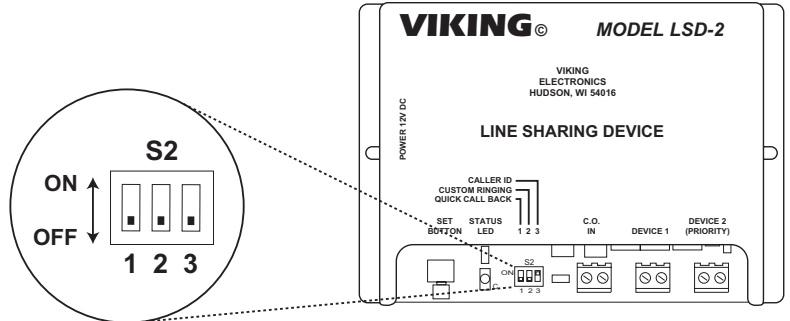 VIKING©
MODEL LSD-2
VIKING
ELECTRONICS
HUDSON, WI 54016
POWER 12V DC
LINE SHARING DEVICE
CALLER ID
CUSTOM RINGING
QUICK CALL BACK
SET
BUTTON
STATUS
LED
1 2 3
C.O.
IN
DEVICE 1
DEVICE 2
(PRIORITY)
S2
ON
1 2 3
C
S2
ON
OFF
1 2 3